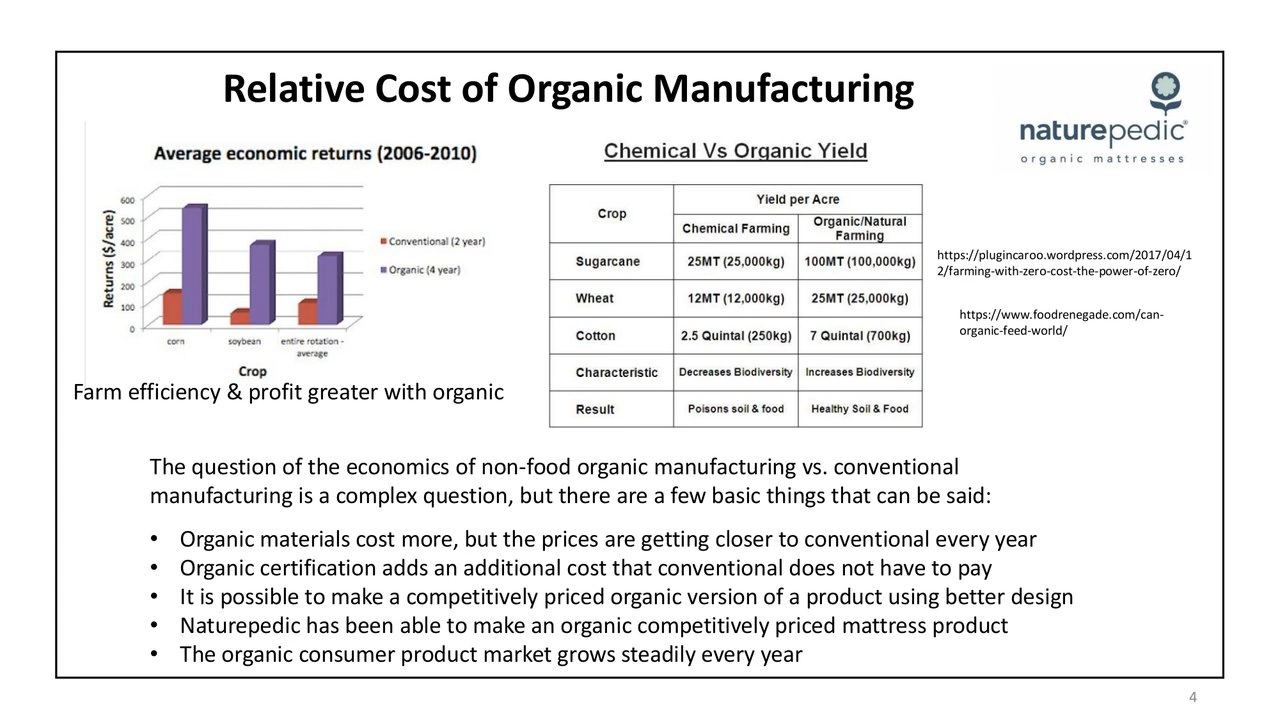 Relative Cost of Organic Manufacturing
naturepedic®
organic mattresses
Average economic returns (2006-2010)
Returns ($/acre)
600
500
400
300
200
100
0
corn
soybean
entire rotation -
average
Crop
Conventional (2 year)
Organic (4 year)
Farm efficiency & profit greater with organic
Chemical Vs Organic Yield
Crop
Yield per Acre
Chemical Farming
Organic/Natural
Farming
Sugarcane 25MT (25,000kg) 100MT (100,000kg)
Wheat 12MT (12,000kg) 25MT (25,000kg)
Cotton 2.5 Quintal (250kg) 7 Quintal (700kg)
Characteristic Decreases Biodiversity Increases Biodiversity
Result Poisons soil & food Healthy Soil & Food
https://plugincaroo.wordpress.com/2017/04/1
2/farming-with-zero-cost-the-power-of-zero/
https://www.foodrenegade.com/can-
organic-feed-world/
The question of the economics of non-food organic manufacturing vs. conventional
manufacturing is a complex question, but there are a few basic things that can be said:
• Organic materials cost more, but the prices are getting closer to conventional every year
• Organic certification adds an additional cost that conventional does not have to pay
• It is possible to make a competitively priced organic version of a product using better design
• Naturepedic has been able to make an organic competitively priced mattress product
• The organic consumer product market grows steadily every year
4